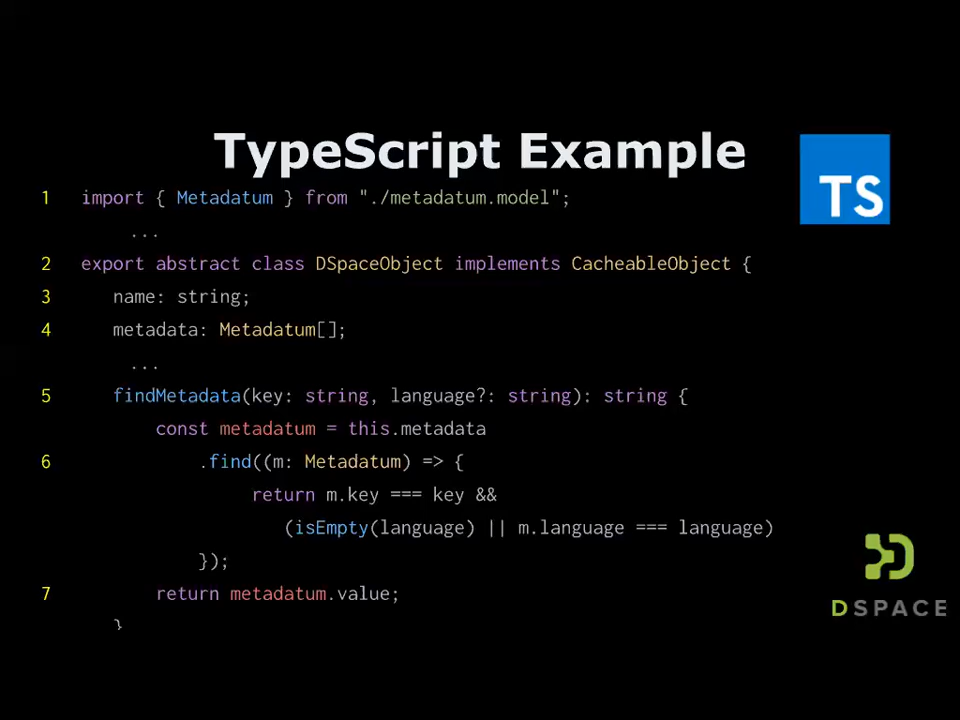 TypeScript Example
TS
1 import { Metadatum } from "./metadatum.model";
...
2 export abstract class DSpaceObject implements CacheableObject {
3 name: string;
4 metadata: Metadatum[];
...
5 findMetadata(key: string, language?: string): string {
const metadatum = this.metadata
6 .find((m: Metadatum) => {
return m.key === key &&
(isEmpty(language) || m.language === language)
});
7 return metadatum.value;
}
DSPACE